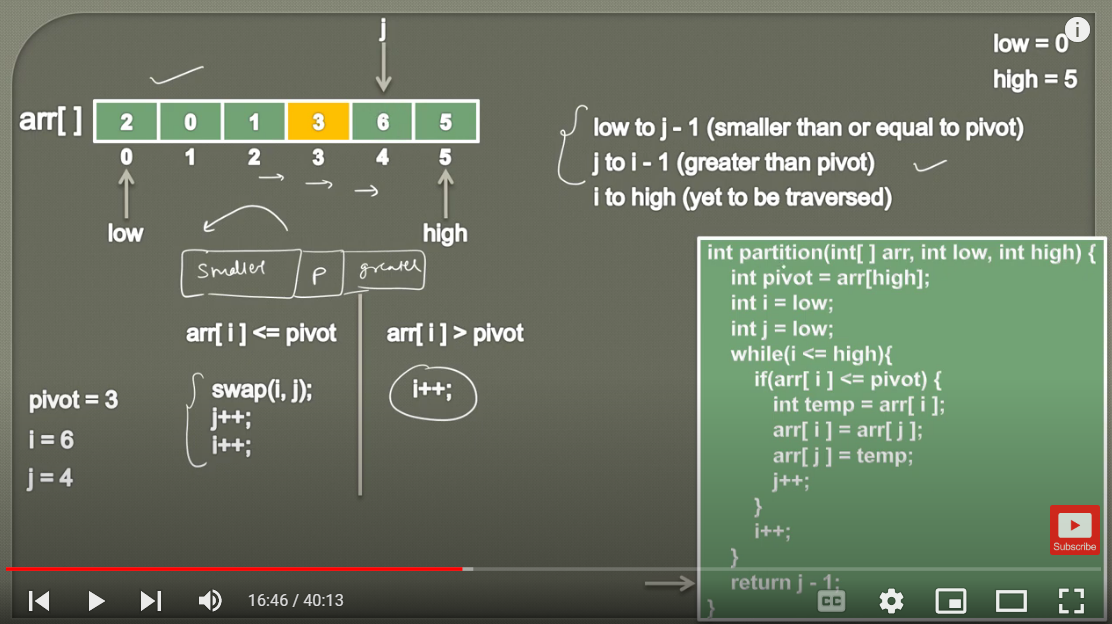 j
low = 0
high = 5
arr[ ] 2 0 1 3 6 5
0 1 2 3 4 5
low to j - 1 (smaller than or equal to pivot)
j to i - 1 (greater than pivot)
i to high (yet to be traversed)
low high
smaller P greater
arr[ i ] <= pivot arr[ i ] > pivot
swap(i, j); i++;
j++;
i++;
pivot = 3
i = 6
j = 4
int partition(int[ ] arr, int low, int high) {
int pivot = arr[high];
int i = low;
int j = low;
while(i <= high){
if(arr[ i ] <= pivot) {
int temp = arr[ i ];
arr[ i ] = arr[ j ];
arr[ j ] = temp;
j++;
}
i++;
}
return j - 1;
}
Subscribe
16:46 / 40:13
CC
i